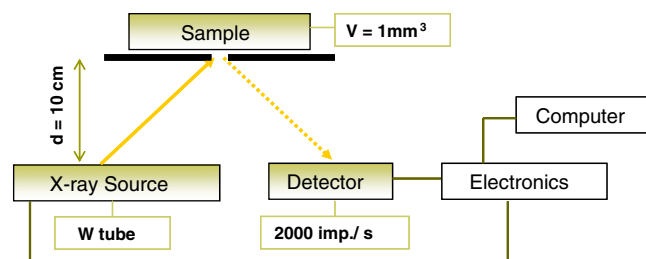 Sample
V = 1mm³
d = 10 cm
Computer
X-ray Source
Detector
Electronics
W tube
2000 imp./ s